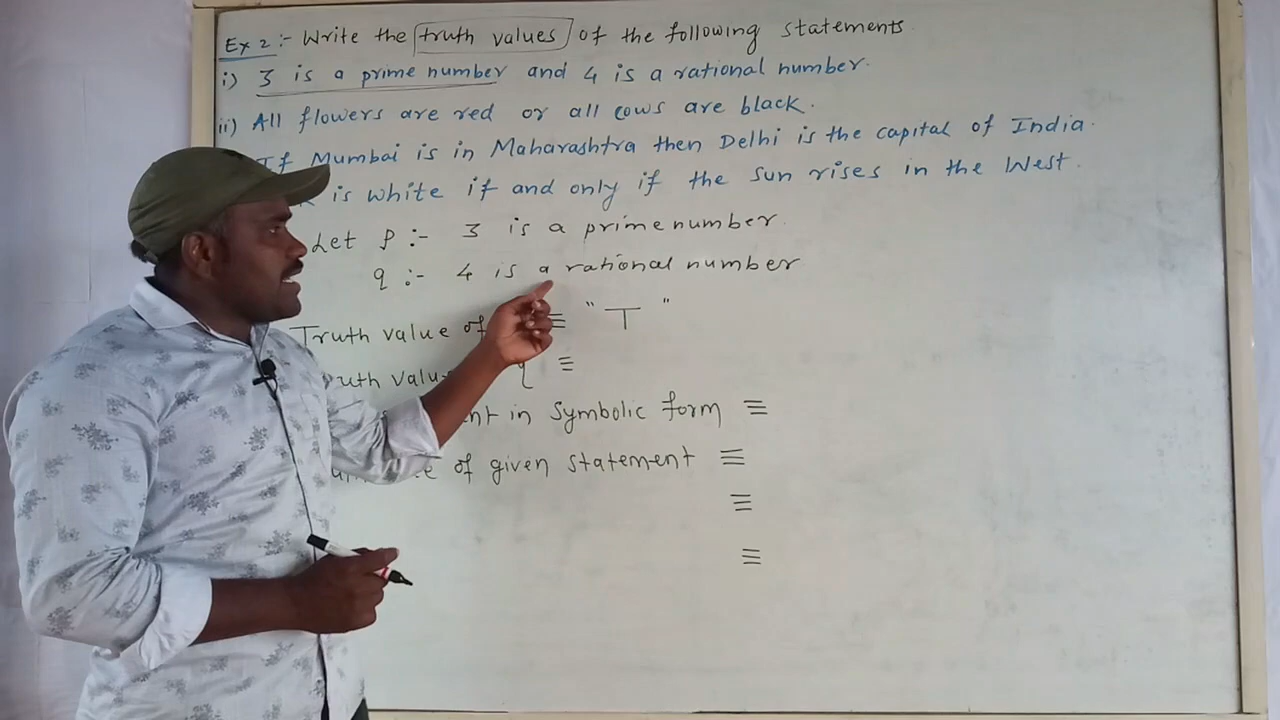 Ex 2 :- Write the truth values of the following statements
i) 3 is a prime number and 4 is a rational number.
ii) All flowers are red or all cows are black.
If Mumbai is in Maharashtra then Delhi is the capital of India.
is white if and only if the sun rises in the West.
Let p :- 3 is a prime number.
q :- 4 is a rational number
Truth value of ≡ "T"
q ≡
in symbolic form ≡
of given statement ≡
≡
≡